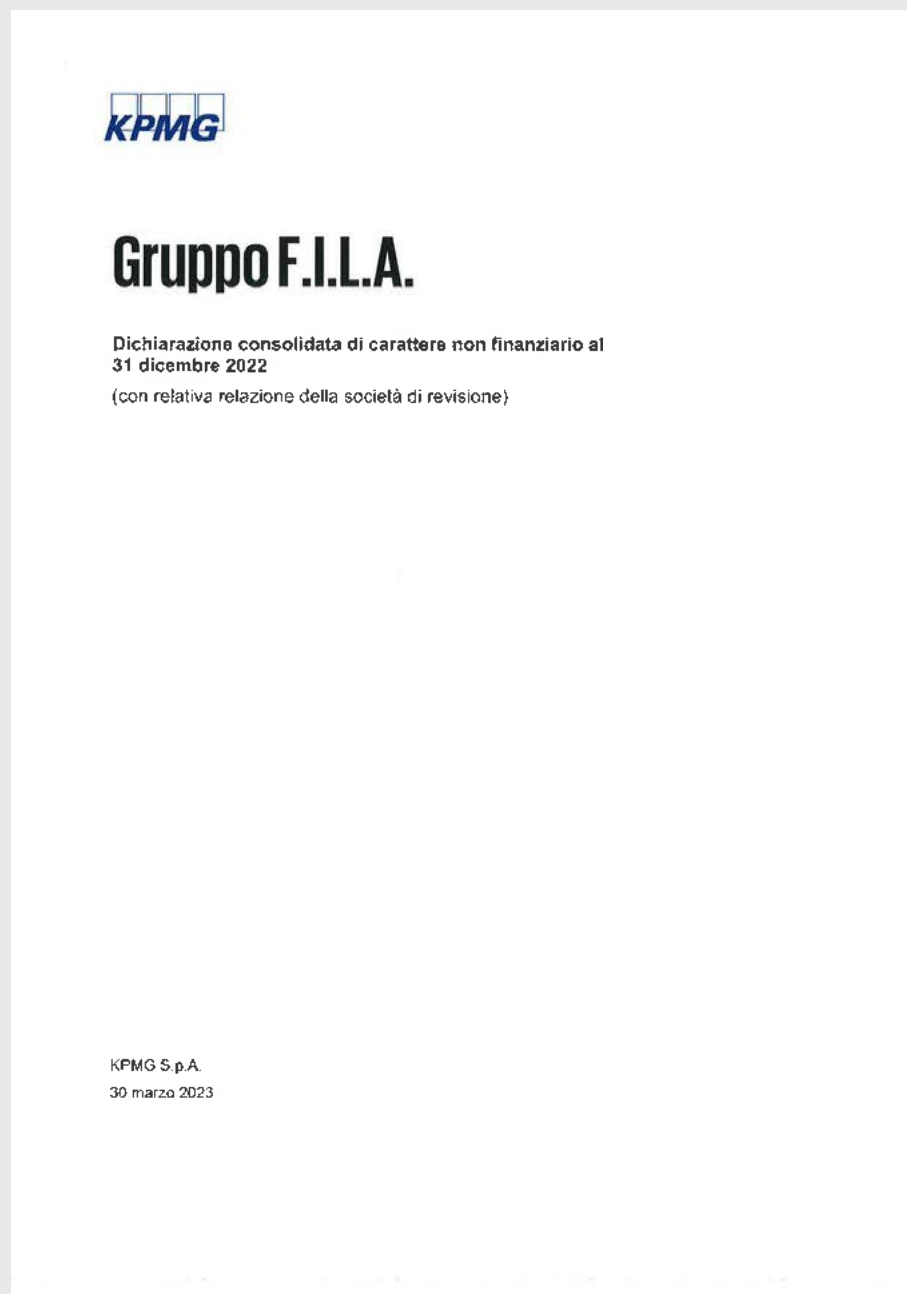 KPMG
Gruppo F.I.L.A.
Dichiarazione consolidata di carattere non finanziario al
31 dicembre 2022
(con relativa relazione della società di revisione)
KPMG S.p.A.
30 marzo 2023